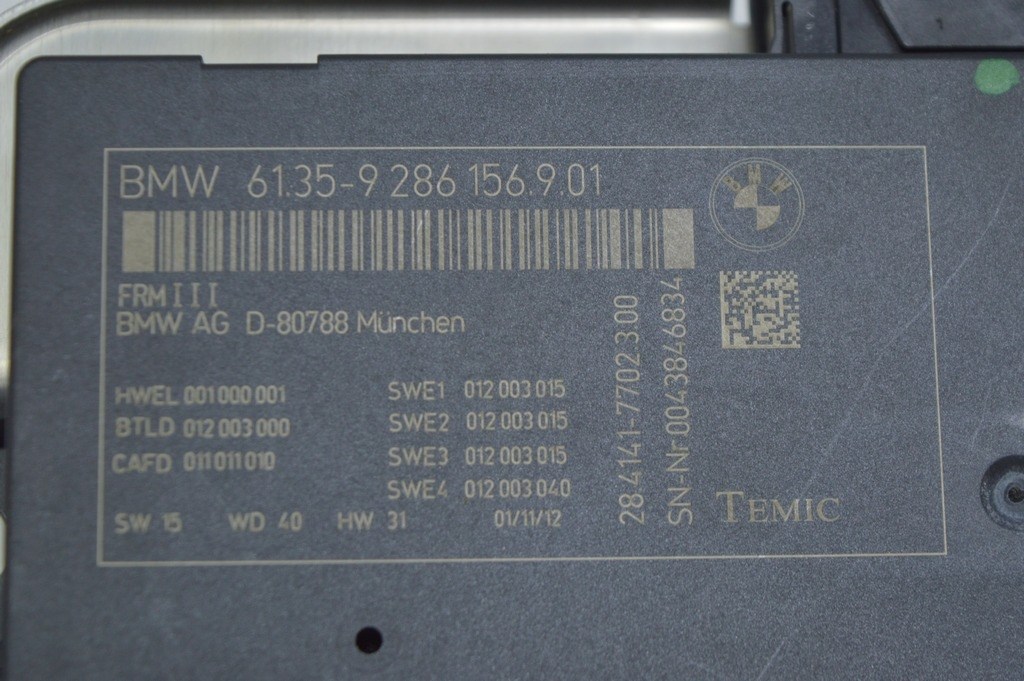 BMW 61.35-9 286 156.9.01
BMW
FRM III
BMW AG D-80788 München
HWEL 001 000 001
BTLD 012 003 000
CAFD 011 011 010
SWE1 012 003 015
SWE2 012 003 015
SWE3 012 003 015
SWE4 012 003 040
SW 15 WD 40 HW 31 01/11/12
28.4141-7702 3.00
SN-Nr 0043846834
TEMIC